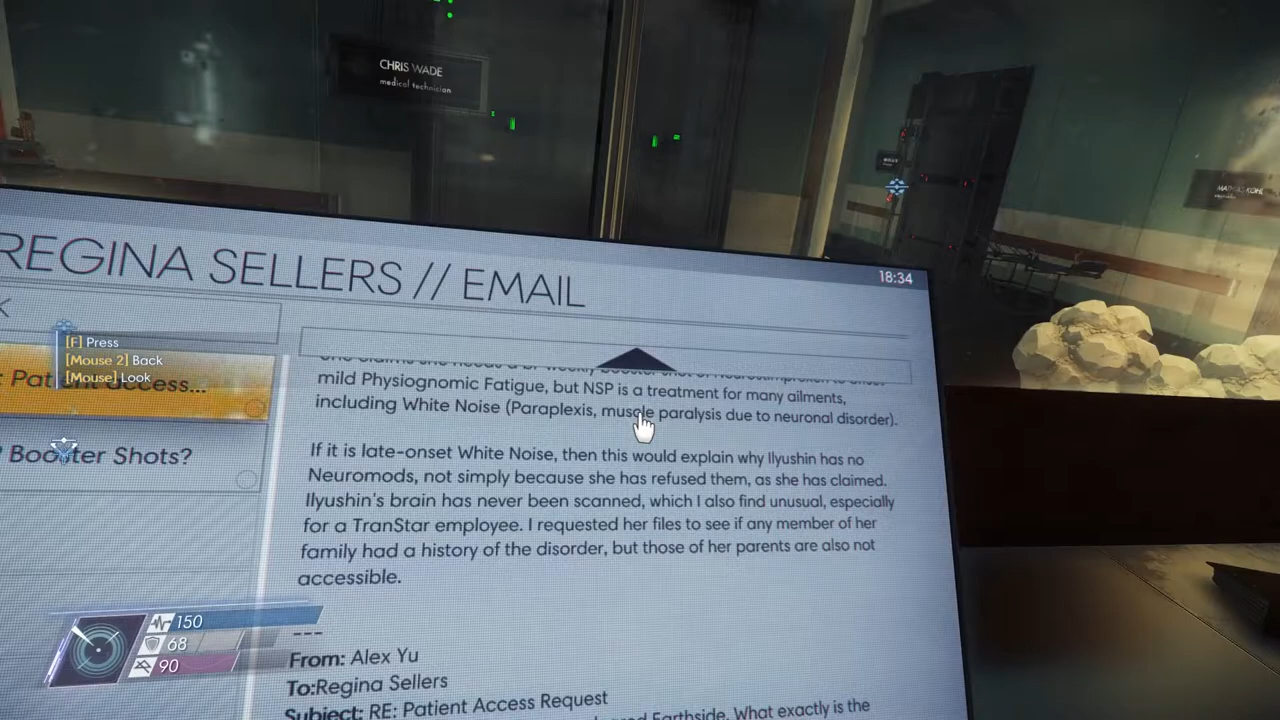 CHRIS WADE
medical technician
REGINA SELLERS // EMAIL
18:34
[F] Press
[Mouse 2] Back
[Mouse] Look
Booster Shots?
mild Physiognomic Fatigue, but NSP is a treatment for many ailments,
including White Noise (Paraplexis, muscle paralysis due to neuronal disorder).
If it is late-onset White Noise, then this would explain why Ilyushin has no
Neuromods, not simply because she has refused them, as she has claimed.
Ilyushin's brain has never been scanned, which I also find unusual, especially
for a TranStar employee. I requested her files to see if any member of her
family had a history of the disorder, but those of her parents are also not
accessible.
---
From: Alex Yu
To:Regina Sellers
Subject: RE: Patient Access Request
Earthside. What exactly is the
150
68
90